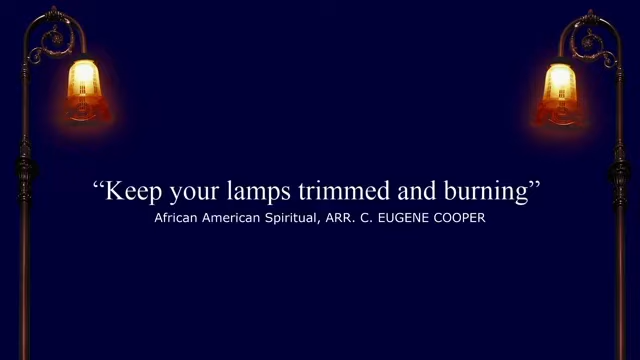 “Keep your lamps trimmed and burning”
African American Spiritual, ARR. C. EUGENE COOPER